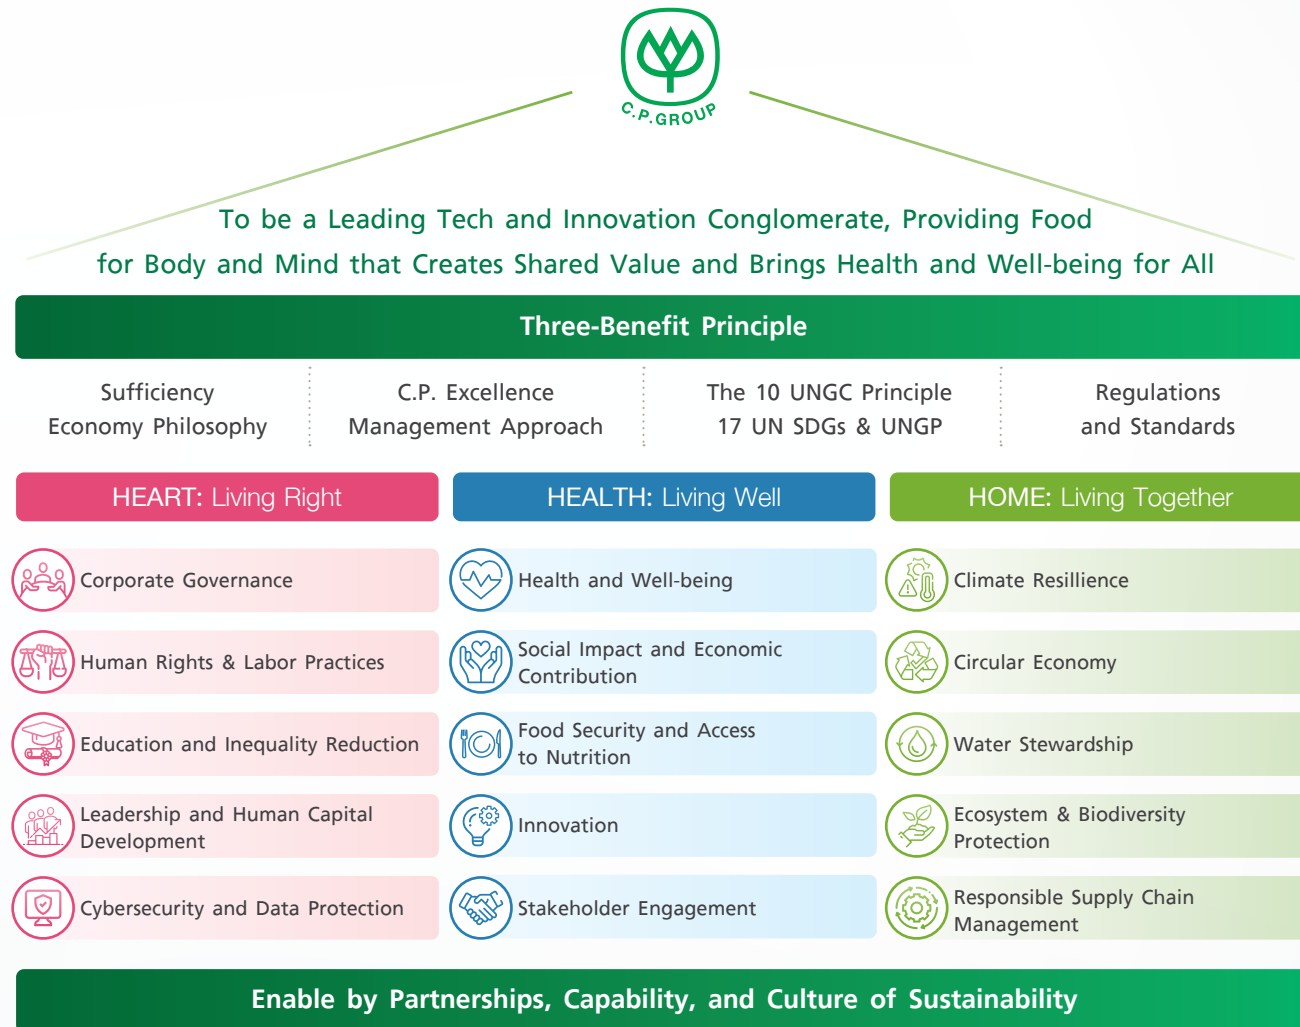 C.P.GROUP
To be a Leading Tech and Innovation Conglomerate, Providing Food
for Body and Mind that Creates Shared Value and Brings Health and Well-being for All
Three-Benefit Principle
Sufficiency
Economy Philosophy
C.P. Excellence
Management Approach
The 10 UNGC Principle
17 UN SDGs & UNGP
Regulations
and Standards
HEART: Living Right
Corporate Governance
Human Rights & Labor Practices
Education and Inequality Reduction
Leadership and Human Capital
Development
Cybersecurity and Data Protection
HEALTH: Living Well
Health and Well-being
Social Impact and Economic
Contribution
Food Security and Access
to Nutrition
Innovation
Stakeholder Engagement
HOME: Living Together
Climate Resillience
Circular Economy
Water Stewardship
Ecosystem & Biodiversity
Protection
Responsible Supply Chain
Management
Enable by Partnerships, Capability, and Culture of Sustainability